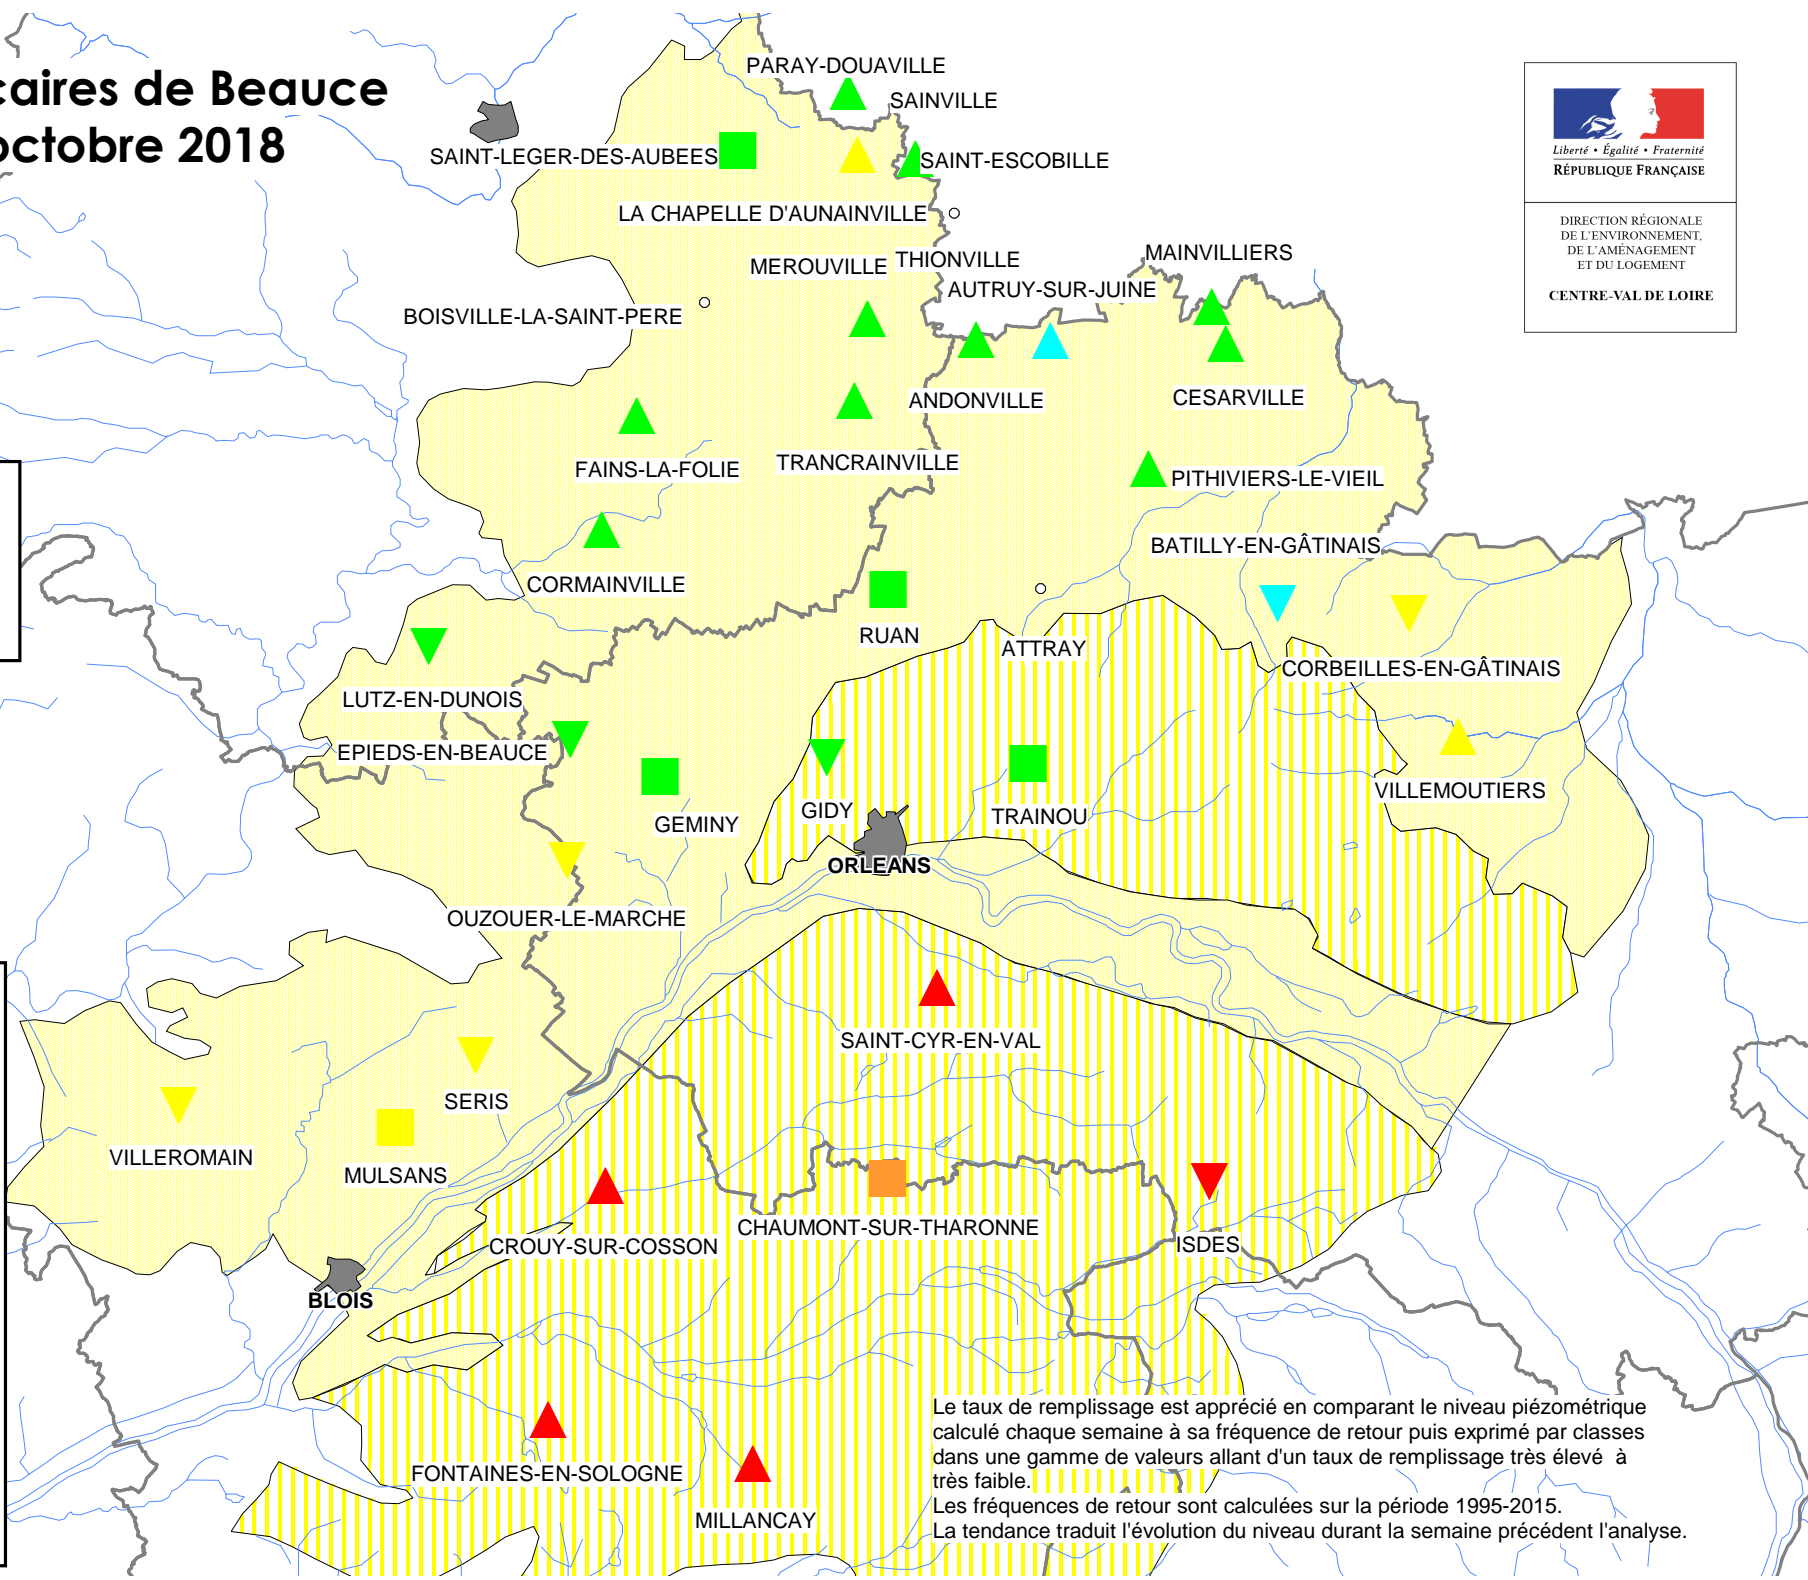 caires de Beauce
octobre 2018
Liberté • Égalité • Fraternité
RÉPUBLIQUE FRANÇAISE
DIRECTION RÉGIONALE
DE L'ENVIRONNEMENT,
DE L'AMÉNAGEMENT
ET DU LOGEMENT
CENTRE-VAL DE LOIRE
PARAY-DOUAVILLE
SAINVILLE
SAINT-LEGER-DES-AUBEES
SAINT-ESCOBILLE
LA CHAPELLE D'AUNAINVILLE
MEROUVILLE
THIONVILLE
MAINVILLIERS
AUTRUY-SUR-JUINE
BOISVILLE-LA-SAINT-PERE
ANDONVILLE
CESARVILLE
FAINS-LA-FOLIE
TRANCRAINVILLE
PITHIVIERS-LE-VIEIL
BATILLY-EN-GÂTINAIS
CORMAINVILLE
RUAN
ATTRAY
CORBEILLES-EN-GÂTINAIS
LUTZ-EN-DUNOIS
EPIEDS-EN-BEAUCE
GEMINY
GIDY
TRAINOU
VILLEMOUTIERS
ORLEANS
OUZOUER-LE-MARCHE
SAINT-CYR-EN-VAL
SERIS
VILLEROMAIN
MULSANS
CHAUMONT-SUR-THARONNE
CROUY-SUR-COSSON
ISDES
BLOIS
FONTAINES-EN-SOLOGNE
MILLANCAY
Le taux de remplissage est apprécié en comparant le niveau piézométrique
calculé chaque semaine à sa fréquence de retour puis exprimé par classes
dans une gamme de valeurs allant d'un taux de remplissage très élevé à
très faible.
Les fréquences de retour sont calculées sur la période 1995-2015.
La tendance traduit l'évolution du niveau durant la semaine précédent l'analyse.